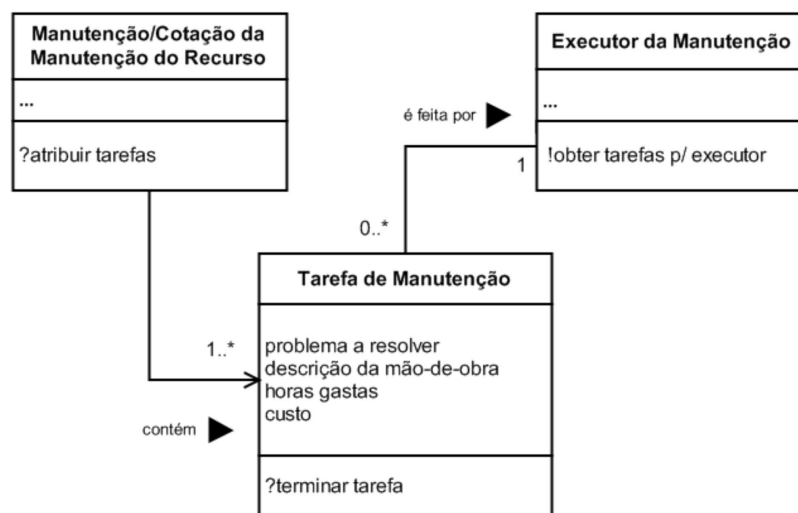 Manutenção/Cotação da
Manutenção do Recurso
...
?atribuir tarefas
Executor da Manutenção
...
!obter tarefas p/ executor
é feita por
1
0..*
Tarefa de Manutenção
problema a resolver
descrição da mão-de-obra
horas gastas
custo
?terminar tarefa
1..*
contém